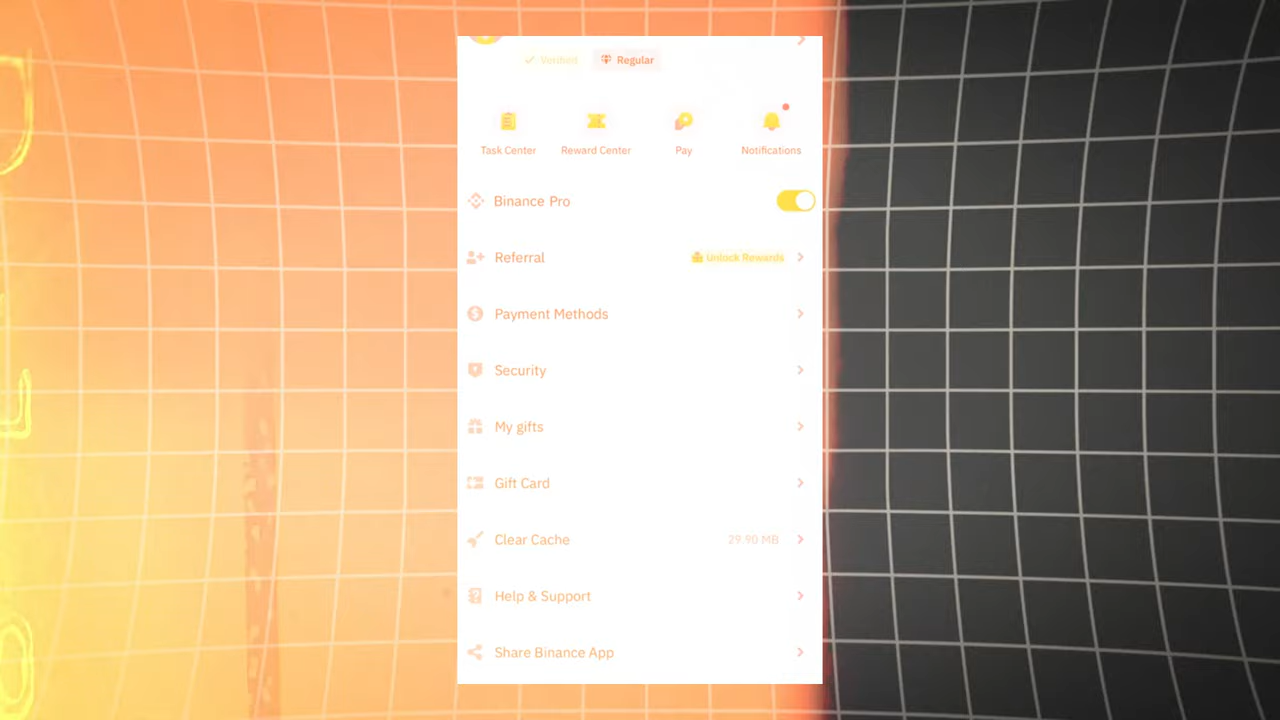 Verified Regular
Task Center Reward Center Pay Notifications
Binance Pro
Referral Unlock Rewards
Payment Methods
Security
My gifts
Gift Card
Clear Cache 29.90 MB
Help & Support
Share Binance App